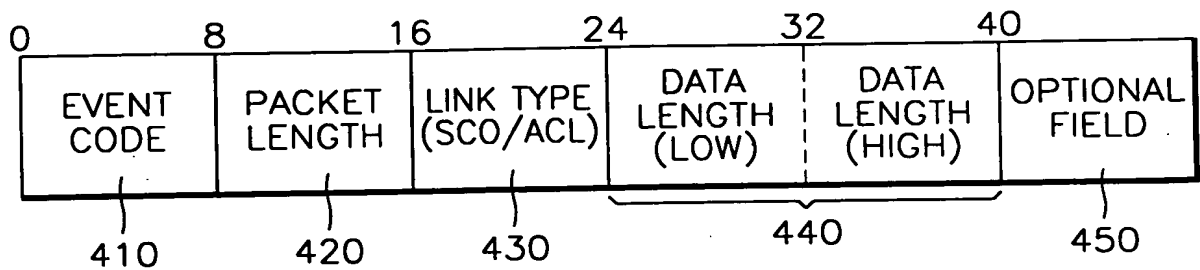 0 8 16 24 32 40
EVENT CODE
PACKET LENGTH
LINK TYPE (SCO/ACL)
DATA LENGTH (LOW)
DATA LENGTH (HIGH)
OPTIONAL FIELD
410 420 430 440 450